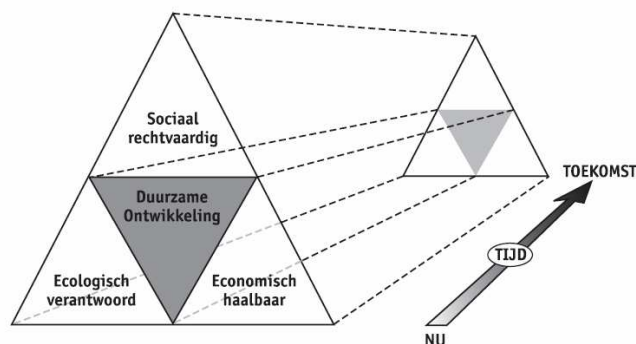 Sociaal
rechtvaardig
Duurzame
Ontwikkeling
Ecologisch
verantwoord
Economisch
haalbaar
TOEKOMST
TIJD
NU